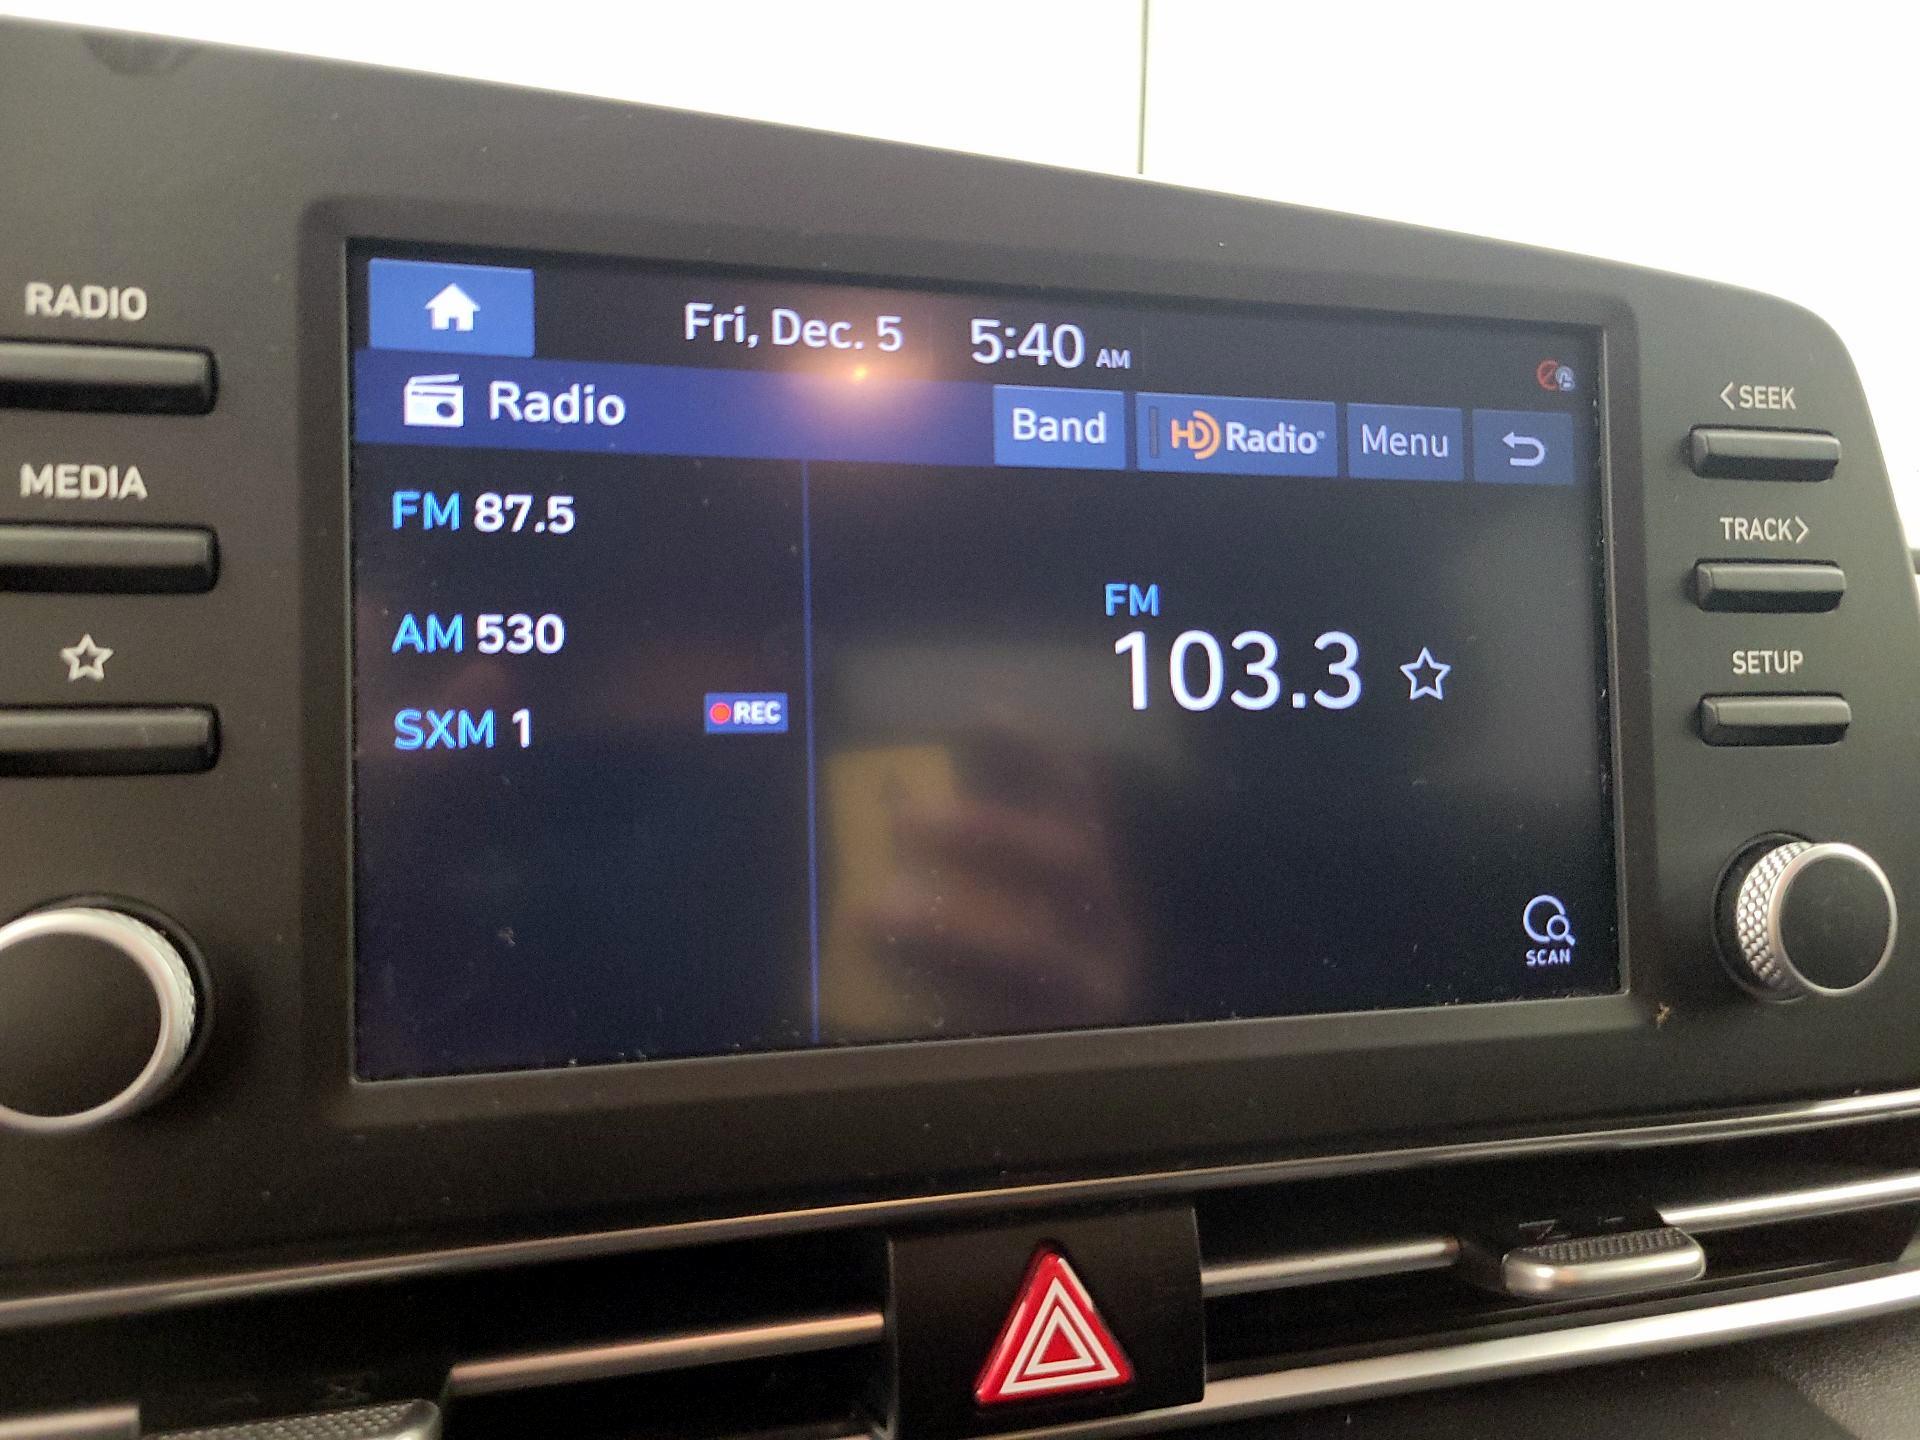 RADIO
MEDIA
Fri, Dec. 5 5:40 AM
Radio
Band
HD Radio®
Menu
FM 87.5
AM 530
SXM 1
REC
FM
103.3
SCAN
<SEEK
TRACK>
SETUP